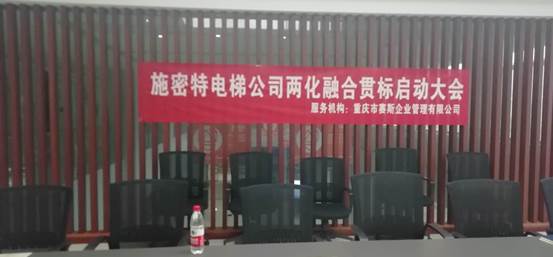 施密特电梯公司两化融合贯标启动大会
服务机构：重庆市赛斯企业管理有限公司